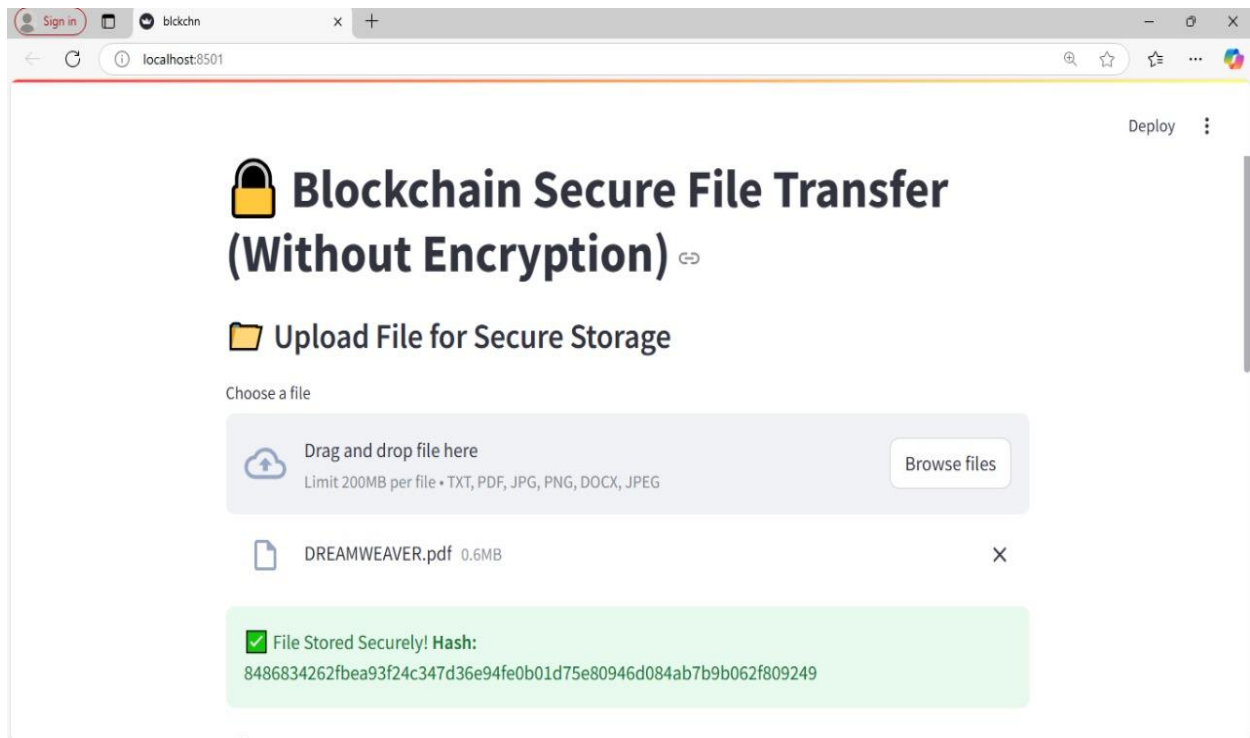 Sign in
blckchn
localhost:8501
Deploy
Blockchain Secure File Transfer
(Without Encryption)
Upload File for Secure Storage
Choose a file
Drag and drop file here
Limit 200MB per file • TXT, PDF, JPG, PNG, DOCX, JPEG
Browse files
DREAMWEAVER.pdf 0.6MB
File Stored Securely! Hash:
8486834262fbea93f24c347d36e94fe0b01d75e80946d084ab7b9b062f809249